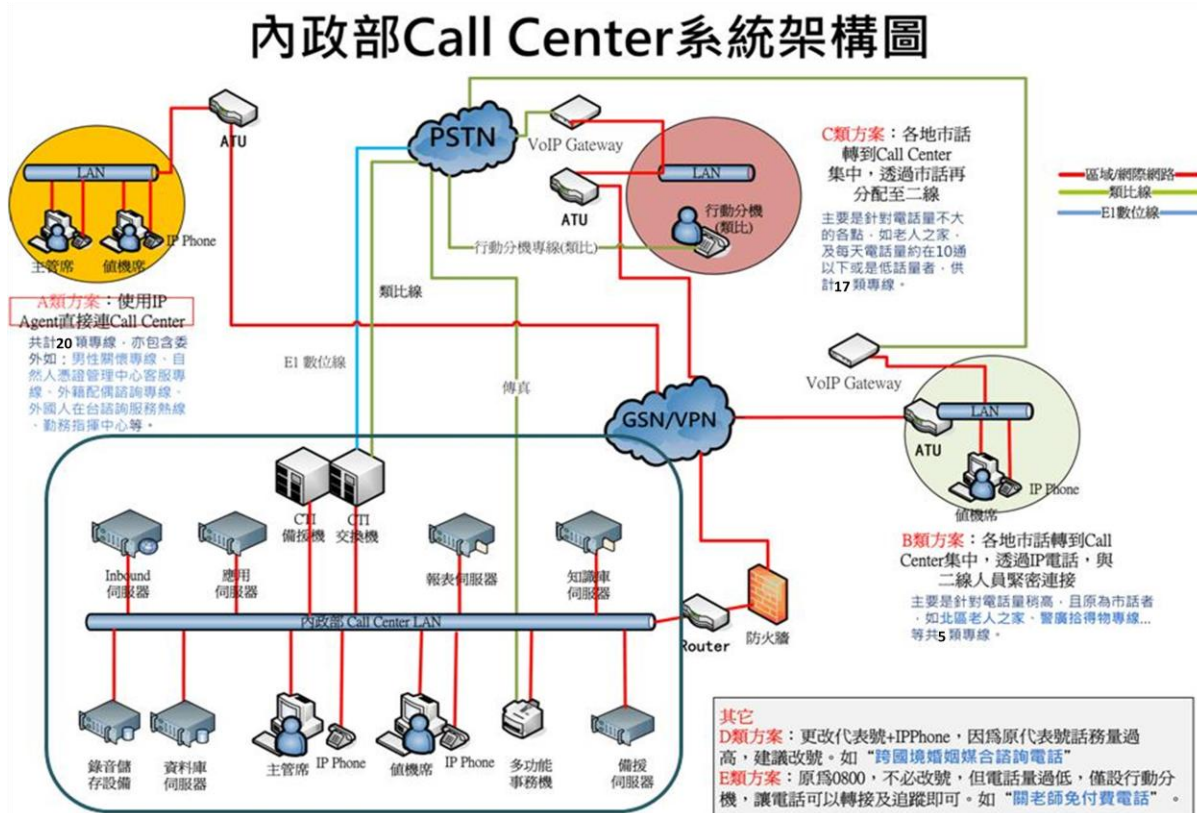 內政部Call Center系統架構圖
ATU
LAN
IP Phone
主管席
值機席
A類方案：使用IP
Agent直接連Call Center
共計20項專線，亦包含委
外如：男性關懷專線、自
然人憑證管理中心客服專
線、外籍配偶諮詢專線、
外國人在台諮詢服務熱線
、勤務指揮中心等。
PSTN
VoIP Gateway
ATU
LAN
行動分機
(類比)
行動分機專線(類比)
類比線
E1 數位線
傳真
C類方案：各地市話
轉到Call Center
集中，透過市話再
分配至二線
主要是針對電話量不大
的各點，如老人之家，
及每天電話量約在10通
以下或是低話量者，供
計17類專線。
區域/網際網路
類比線
E1數位線
GSN/VPN
VoIP Gateway
LAN
ATU
IP Phone
值機席
B類方案：各地市話轉到Call
Center集中，透過IP電話，與
二線人員緊密連接
主要是針對電話量稍高，且原為市話者
，如北區老人之家、警廣拾得物專線...
等共5類專線。
CTI
備援機
CTI
交換機
Inbound
伺服器
應用
伺服器
報表伺服器
知識庫
伺服器
內政部 Call Center LAN
Router
防火牆
錄音儲
存設備
資料庫
伺服器
主管席
IP Phone
值機席
IP Phone
多功能
事務機
備援
伺服器
其它
D類方案：更改代表號+IPPhone，因為原代表號話務量過
高，建議改號。如“跨國境婚姻媒合諮詢電話”
E類方案：原為0800，不必改號，但電話量過低，僅設行動分
機，讓電話可以轉接及追蹤即可。如“關老師免付費電話”。